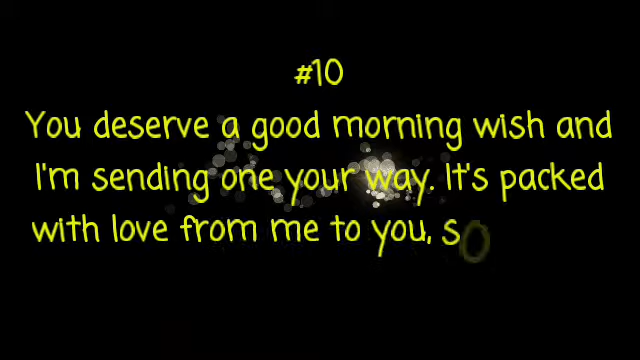 #10
You deserve a good morning wish and
I'm sending one your way. It's packed
with love from me to you, so